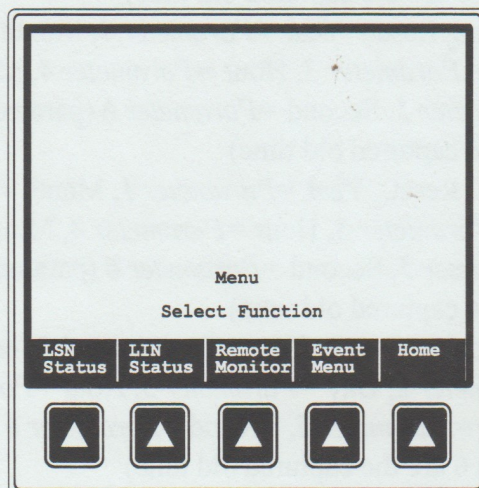 Menu
Select Function
LSN Status
LIN Status
Remote Monitor
Event Menu
Home